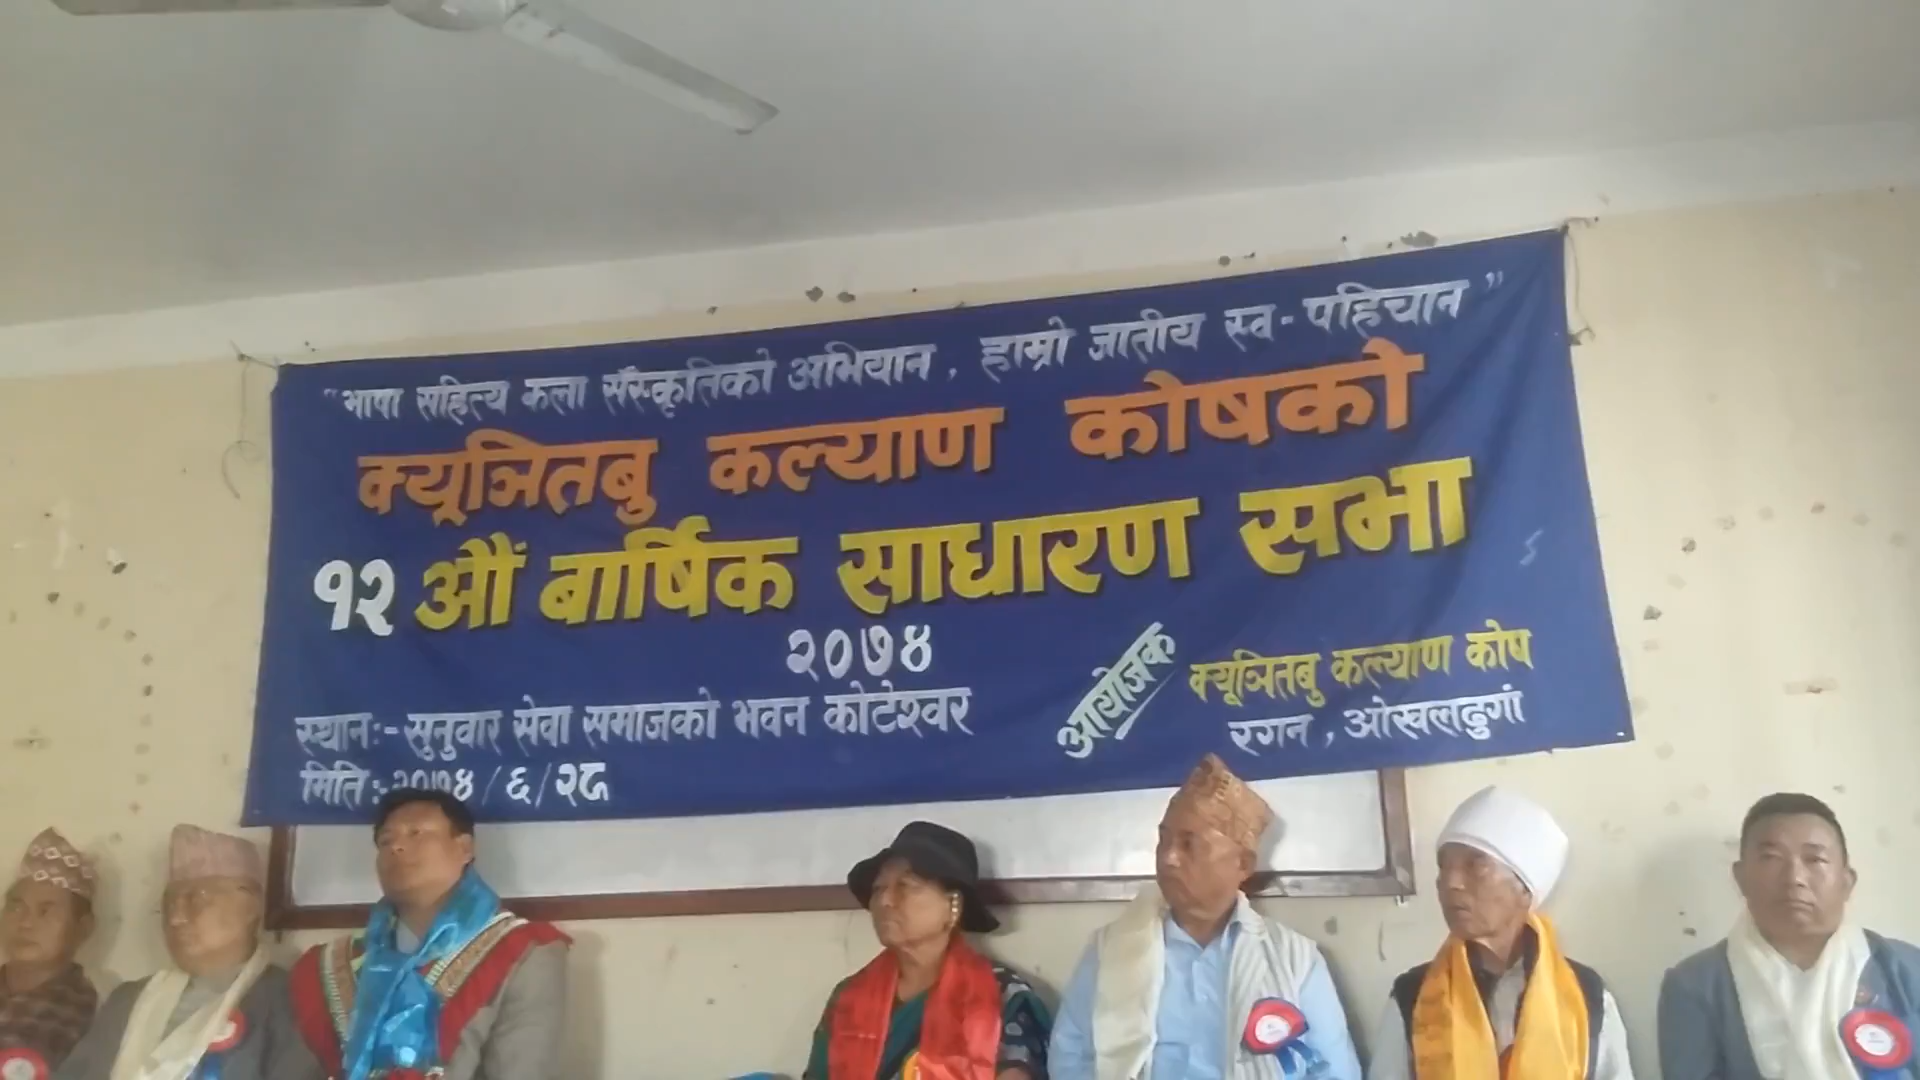 "भाषा सहित्य कला सँस्कृतिको अभियान, हाम्रो जातीय स्व-पहिचान"
क्यूञितबु कल्याण कोषको
१२ औं बार्षिक साधारण सभा
२०७४
स्थान:- सुनुवार सेवा समाजको भवन कोटेश्वर
मिति:- २०७४/६/२८
आयोजक
क्यूञितबु कल्याण कोष
रगन, ओखलढुगां